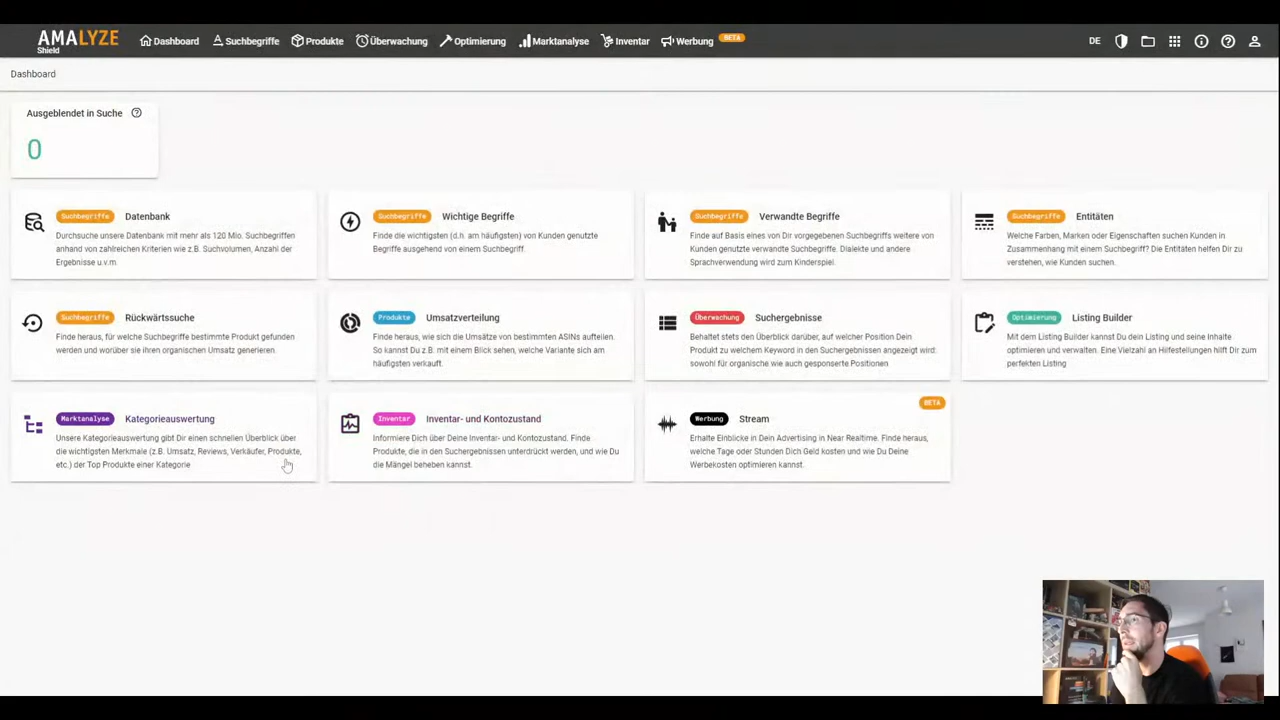 AMALYZE
Shield
Dashboard Suchbegriffe Produkte Überwachung Optimierung Marktanalyse Inventar Werbung BETA DE
Dashboard
Ausgeblendet in Suche
0
Suchbegriffe Datenbank
Durchsuche unsere Datenbank mit mehr als 120 Mio. Suchbegriffen
anhand von zahlreichen Kriterien wie z.B. Suchvolumen, Anzahl der
Ergebnisse u.v.m.
Suchbegriffe Wichtige Begriffe
Finde die wichtigsten (d.h. am häufigsten) von Kunden genutzte
Begriffe ausgehend von einem Suchbegriff.
Suchbegriffe Verwandte Begriffe
Finde auf Basis eines von Dir vorgegebenen Suchbegriffs weitere von
Kunden genutzte verwandte Suchbegriffe. Dialekte und andere
Sprachverwendung wird zum Kinderspiel.
Suchbegriffe Entitäten
Welche Farben, Marken oder Eigenschaften suchen Kunden in
Zusammenhang mit einem Suchbegriff? Die Entitäten helfen Dir zu
verstehen, wie Kunden suchen.
Suchbegriffe Rückwärtssuche
Finde heraus, für welche Suchbegriffe bestimmte Produkt gefunden
werden und worüber sie ihren organischen Umsatz generieren.
Produkte Umsatzverteilung
Finde heraus, wie sich die Umsätze von bestimmten ASINs aufteilen.
So kannst Du z.B. mit einem Blick sehen, welche Variante sich am
häufigsten verkauft.
Überwachung Suchergebnisse
Behaltet stets den Überblick darüber, auf welcher Position Dein
Produkt zu welchem Keyword in den Suchergebnissen angezeigt wird:
sowohl für organische wie auch gesponserte Positionen
Optimierung Listing Builder
Mit dem Listing Builder kannst Du dein Listing und seine Inhalte
optimieren und verwalten. Eine Vielzahl an Hilfestellungen hilft Dir zum
perfekten Listing
Marktanalyse Kategorieauswertung
Unsere Kategorieauswertung gibt Dir einen schnellen Überblick über
die wichtigsten Merkmale (z.B. Umsatz, Reviews, Verkäufer, Produkte,
etc.) der Top Produkte einer Kategorie
Inventar Inventar- und Kontozustand
Informiere Dich über Deine Inventar- und Kontozustand. Finde
Produkte, die in den Suchergebnissen unterdrückt werden, und wie Du
die Mängel beheben kannst.
BETA
Werbung Stream
Erhalte Einblicke in Dein Advertising in Near Realtime. Finde heraus,
welche Tage oder Stunden Dich Geld kosten und wie Du Deine
Werbekosten optimieren kannst.